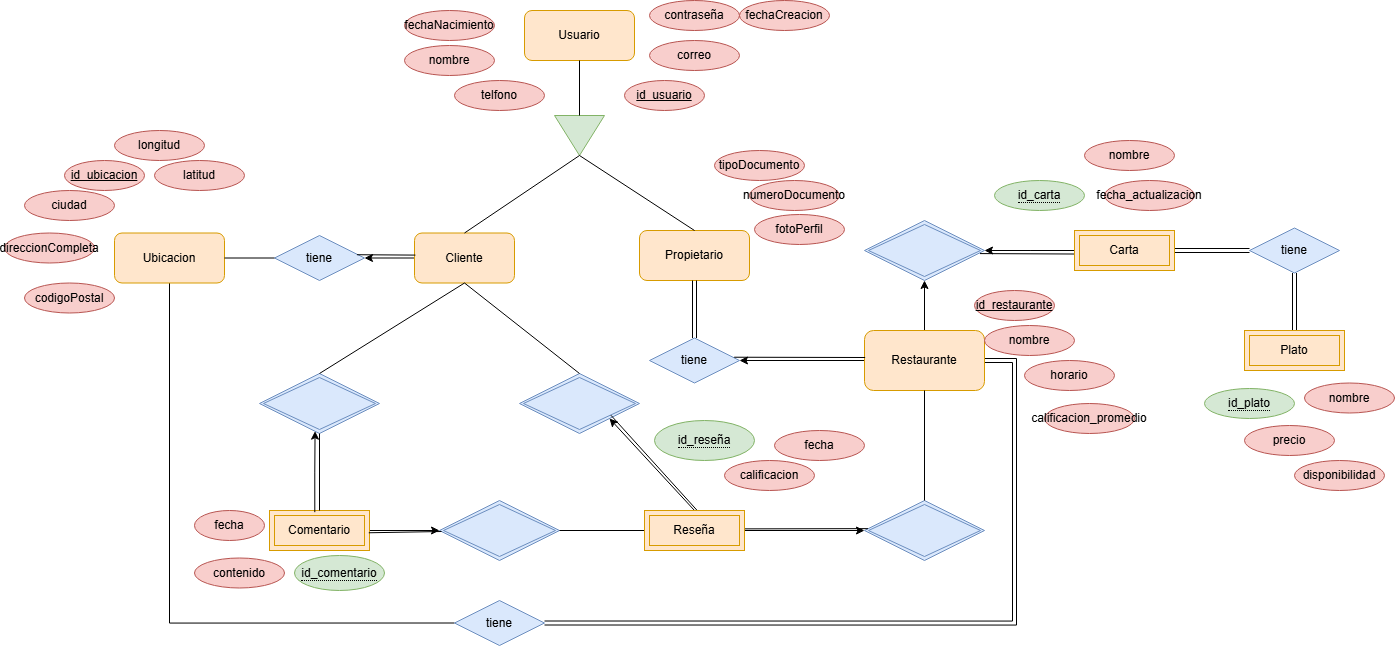 Usuario
fechaNacimiento
nombre
telfono
contraseña
fechaCreacion
correo
id_usuario
longitud
id_ubicacion
latitud
ciudad
direccionCompleta
codigoPostal
Ubicacion
tiene
Cliente
Propietario
tipoDocumento
numeroDocumento
fotoPerfil
nombre
id_carta
fecha_actualizacion
Carta
tiene
Plato
id_plato
nombre
precio
disponibilidad
id_restaurante
nombre
horario
calificacion_promedio
Restaurante
tiene
id_reseña
fecha
calificacion
Reseña
Comentario
fecha
contenido
id_comentario
tiene